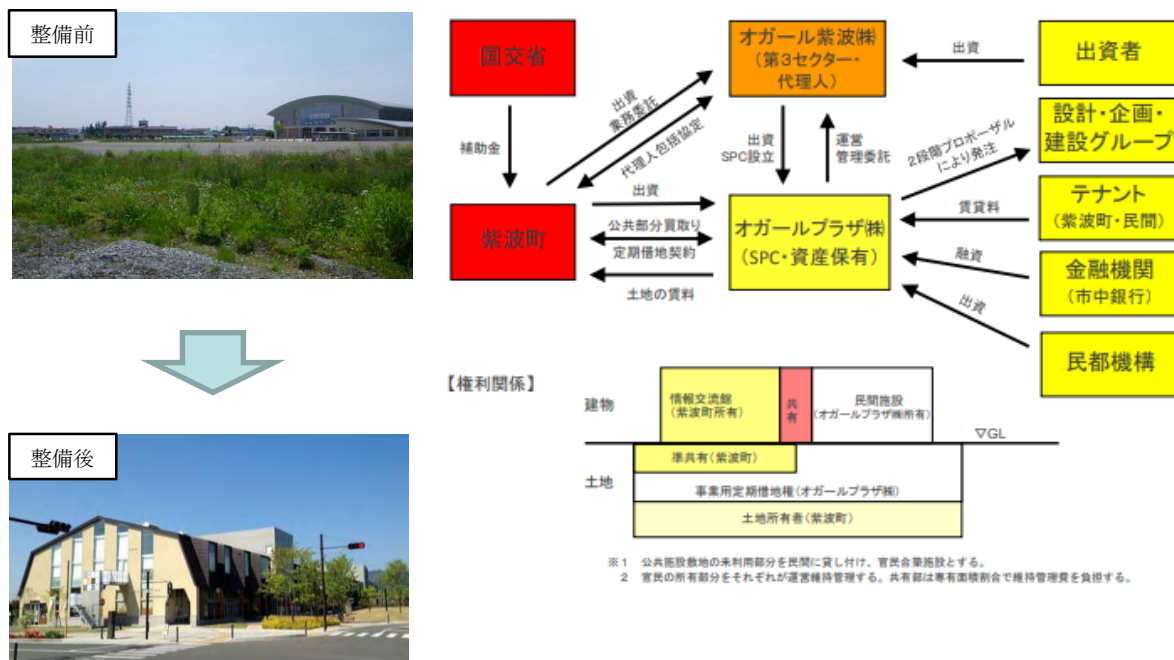 整備前
国交省
オガール紫波㈱
(第3セクター・
代理人)
出資
出資者
出資
業務委託
代理人包括協定
補助金
出資
SPC設立
運営
管理委託
2段階プロポーザル
により発注
設計・企画・
建設グループ
紫波町
出資
公共部分買取り
定期借地契約
土地の賃料
オガールプラザ㈱
(SPC・資産保有)
賃貸料
テナント
(紫波町・民間)
融資
金融機関
(市中銀行)
出資
民都機構
【権利関係】
建物
情報交流館
(紫波町所有)
共
有
民間施設
(オガールプラザ㈱所有)
▽GL
土地
準共有(紫波町)
事業用定期借地権(オガールプラザ㈱)
土地所有者(紫波町)
※1 公共施設敷地の未利用部分を民間に貸し付け、官民合築施設とする。
2 官民の所有部分をそれぞれが運営維持管理する。共有部は専有面積割合で維持管理費を負担する。
整備後